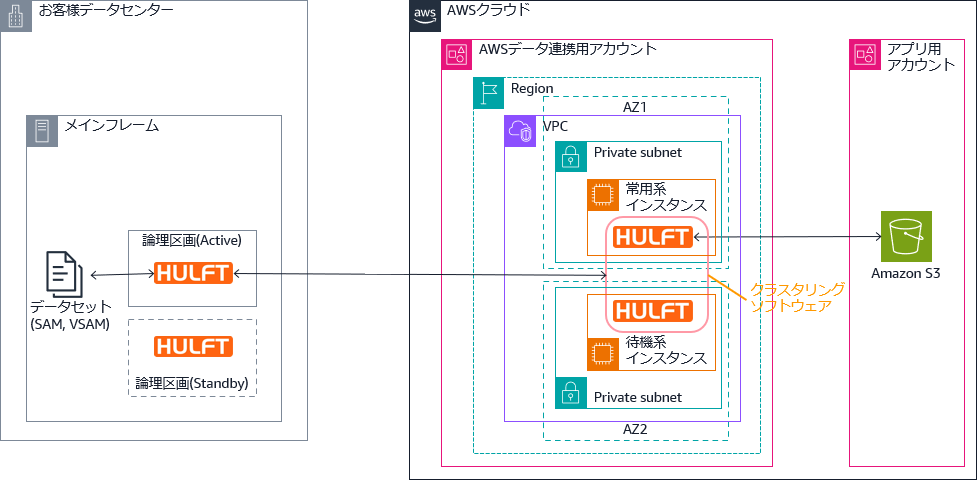 お客様データセンター
メインフレーム
論理区画(Active)
HULFT
データセット
(SAM, VSAM)
HULFT
論理区画(Standby)
aws
AWSクラウド
AWSデータ連携用アカウント
Region
AZ1
VPC
Private subnet
常用系
インスタンス
HULFT
クラスタリング
ソフトウェア
HULFT
待機系
インスタンス
Private subnet
AZ2
アプリ用
アカウント
Amazon S3